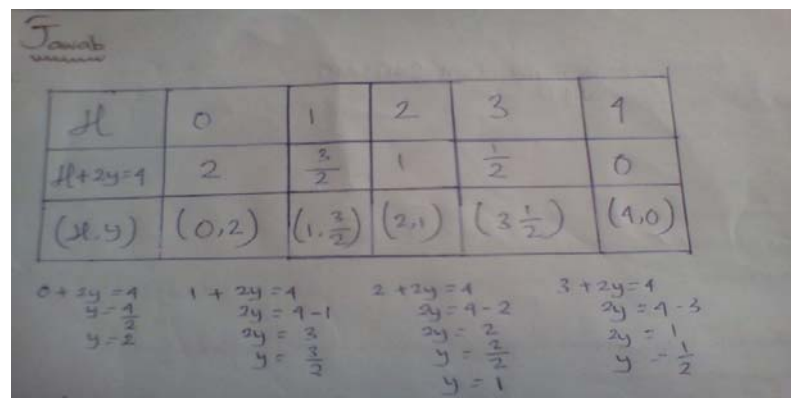 Jawab
x 0 1 2 3 4
x+2y=4 2 3/2 1 1/2 0
(x,y) (0,2) (1,3/2) (2,1) (3 1/2) (4,0)
0 + 2y = 4 1 + 2y = 4 2 + 2y = 4 3 + 2y = 4
y = 4/2 2y = 4-1 2y = 4-2 2y = 4-3
y = 2 2y = 3 2y = 2 2y = 1
y = 3/2 y = 2/2 y = 1/2
y = 1